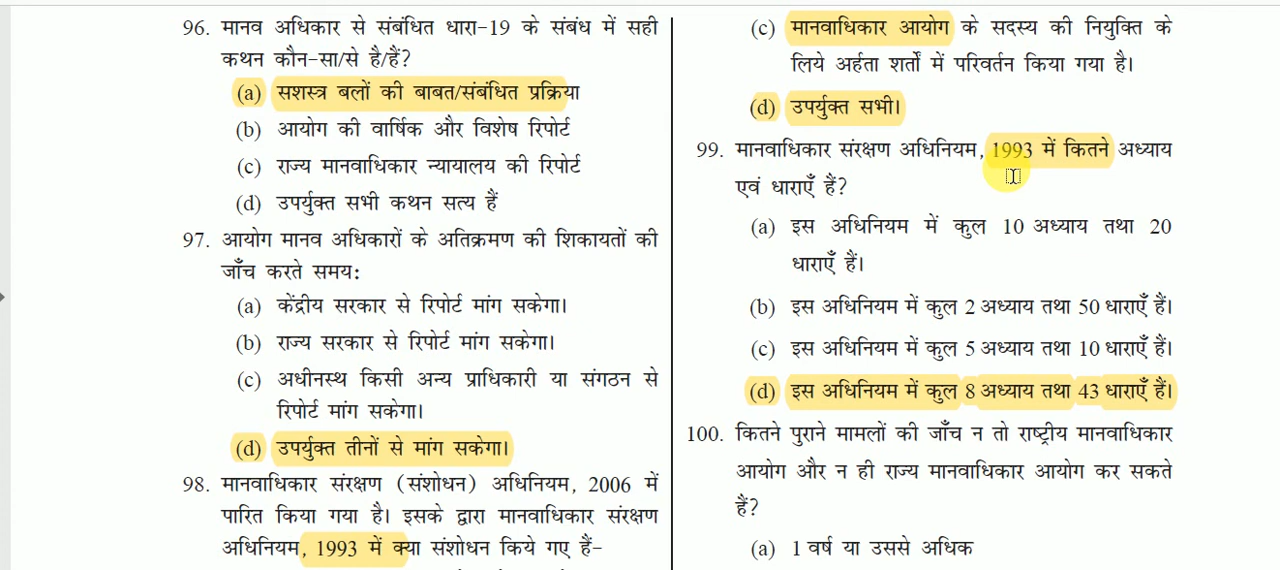 96. मानव अधिकार से संबंधित धारा-19 के संबंध में सही
कथन कौन-सा/से है/हैं?
(a) सशस्त्र बलों की बाबत/संबंधित प्रक्रिया
(b) आयोग की वार्षिक और विशेष रिपोर्ट
(c) राज्य मानवाधिकार न्यायालय की रिपोर्ट
(d) उपर्युक्त सभी कथन सत्य हैं
97. आयोग मानव अधिकारों के अतिक्रमण की शिकायतों की
जाँच करते समय:
(a) केंद्रीय सरकार से रिपोर्ट मांग सकेगा।
(b) राज्य सरकार से रिपोर्ट मांग सकेगा।
(c) अधीनस्थ किसी अन्य प्राधिकारी या संगठन से
रिपोर्ट मांग सकेगा।
(d) उपर्युक्त तीनों से मांग सकेगा।
98. मानवाधिकार संरक्षण (संशोधन) अधिनियम, 2006 में
पारित किया गया है। इसके द्वारा मानवाधिकार संरक्षण
अधिनियम, 1993 में क्या संशोधन किये गए हैं-
(c) मानवाधिकार आयोग के सदस्य की नियुक्ति के
लिये अर्हता शर्तों में परिवर्तन किया गया है।
(d) उपर्युक्त सभी।
99. मानवाधिकार संरक्षण अधिनियम, 1993 में कितने अध्याय
एवं धाराएँ हैं?
(a) इस अधिनियम में कुल 10 अध्याय तथा 20
धाराएँ हैं।
(b) इस अधिनियम में कुल 2 अध्याय तथा 50 धाराएँ हैं।
(c) इस अधिनियम में कुल 5 अध्याय तथा 10 धाराएँ हैं।
(d) इस अधिनियम में कुल 8 अध्याय तथा 43 धाराएँ हैं।
100. कितने पुराने मामलों की जाँच न तो राष्ट्रीय मानवाधिकार
आयोग और न ही राज्य मानवाधिकार आयोग कर सकते
हैं?
(a) 1 वर्ष या उससे अधिक